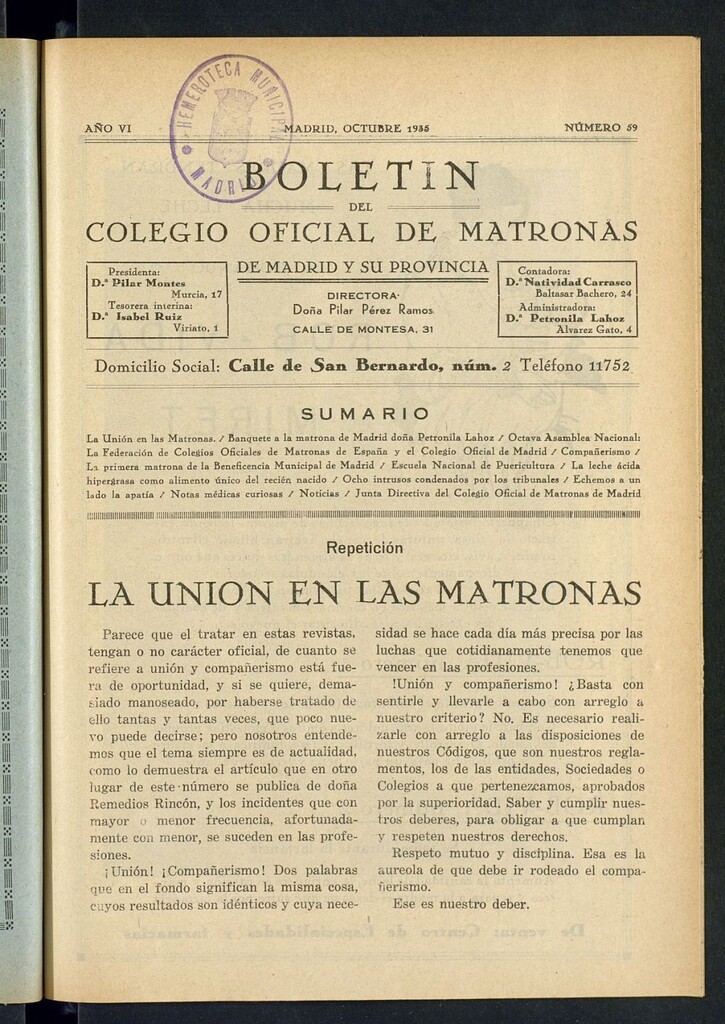 HEMEROTECA MUNICIPAL
MADRID
AÑO VI MADRID, OCTUBRE 1935 NÚMERO 59
BOLETIN
DEL
COLEGIO OFICIAL DE MATRONAS
DE MADRID Y SU PROVINCIA
Presidenta:
D.ª Pilar Montes
Murcia, 17
Tesorera interina:
D.ª Isabel Ruiz
Viriato, 1
DIRECTORA·
Doña Pilar Pérez Ramos
CALLE DE MONTESA, 31
Contadora:
D.ª Natividad Carrasco
Baltasar Bachero, 24
Administradora:
D.ª Petronila Lahoz
Alvarez Gato, 4
Domicilio Social: Calle de San Bernardo, núm. 2 Teléfono 11752
SUMARIO
La Unión en las Matronas. / Banquete a la matrona de Madrid doña Petronila Lahoz / Octava Asamblea Nacional:
La Federación de Colegios Oficiales de Matronas de España y el Colegio Oficial de Madrid / Compañerismo /
La primera matrona de la Beneficencia Municipal de Madrid / Escuela Nacional de Puericultura / La leche ácida
hipergrasa como alimento único del recién nacido / Ocho intrusos condenados por los tribunales / Echemos a un
lado la apatía / Notas médicas curiosas / Noticias / Junta Directiva del Colegio Oficial de Matronas de Madrid
Repetición
LA UNION EN LAS MATRONAS
Parece que el tratar en estas revistas,
tengan o no carácter oficial, de cuanto se
refiere a unión y compañerismo está fue-
ra de oportunidad, y si se quiere, dema-
siado manoseado, por haberse tratado de
ello tantas y tantas veces, que poco nue-
vo puede decirse; pero nosotros entende-
mos que el tema siempre es de actualidad,
como lo demuestra el artículo que en otro
lugar de este número se publica de doña
Remedios Rincón, y los incidentes que con
mayor o menor frecuencia, afortunada-
mente con menor, se suceden en las profe-
siones.
¡Unión! ¡Compañerismo! Dos palabras
que en el fondo significan la misma cosa,
cuyos resultados son idénticos y cuya nece-
sidad se hace cada día más precisa por las
luchas que cotidianamente tenemos que
vencer en las profesiones.
!Unión y compañerismo! ¿Basta con
sentirle y llevarle a cabo con arreglo a
nuestro criterio? No. Es necesario reali-
zarle con arreglo a las disposiciones de
nuestros Códigos, que son nuestros regla-
mentos, los de las entidades, Sociedades o
Colegios a que pertenezcamos, aprobados
por la superioridad. Saber y cumplir nues-
tros deberes, para obligar a que cumplan
y respeten nuestros derechos.
Respeto mutuo y disciplina. Esa es la
aureola de que debe ir rodeado el compa-
ñerismo.
Ese es nuestro deber.